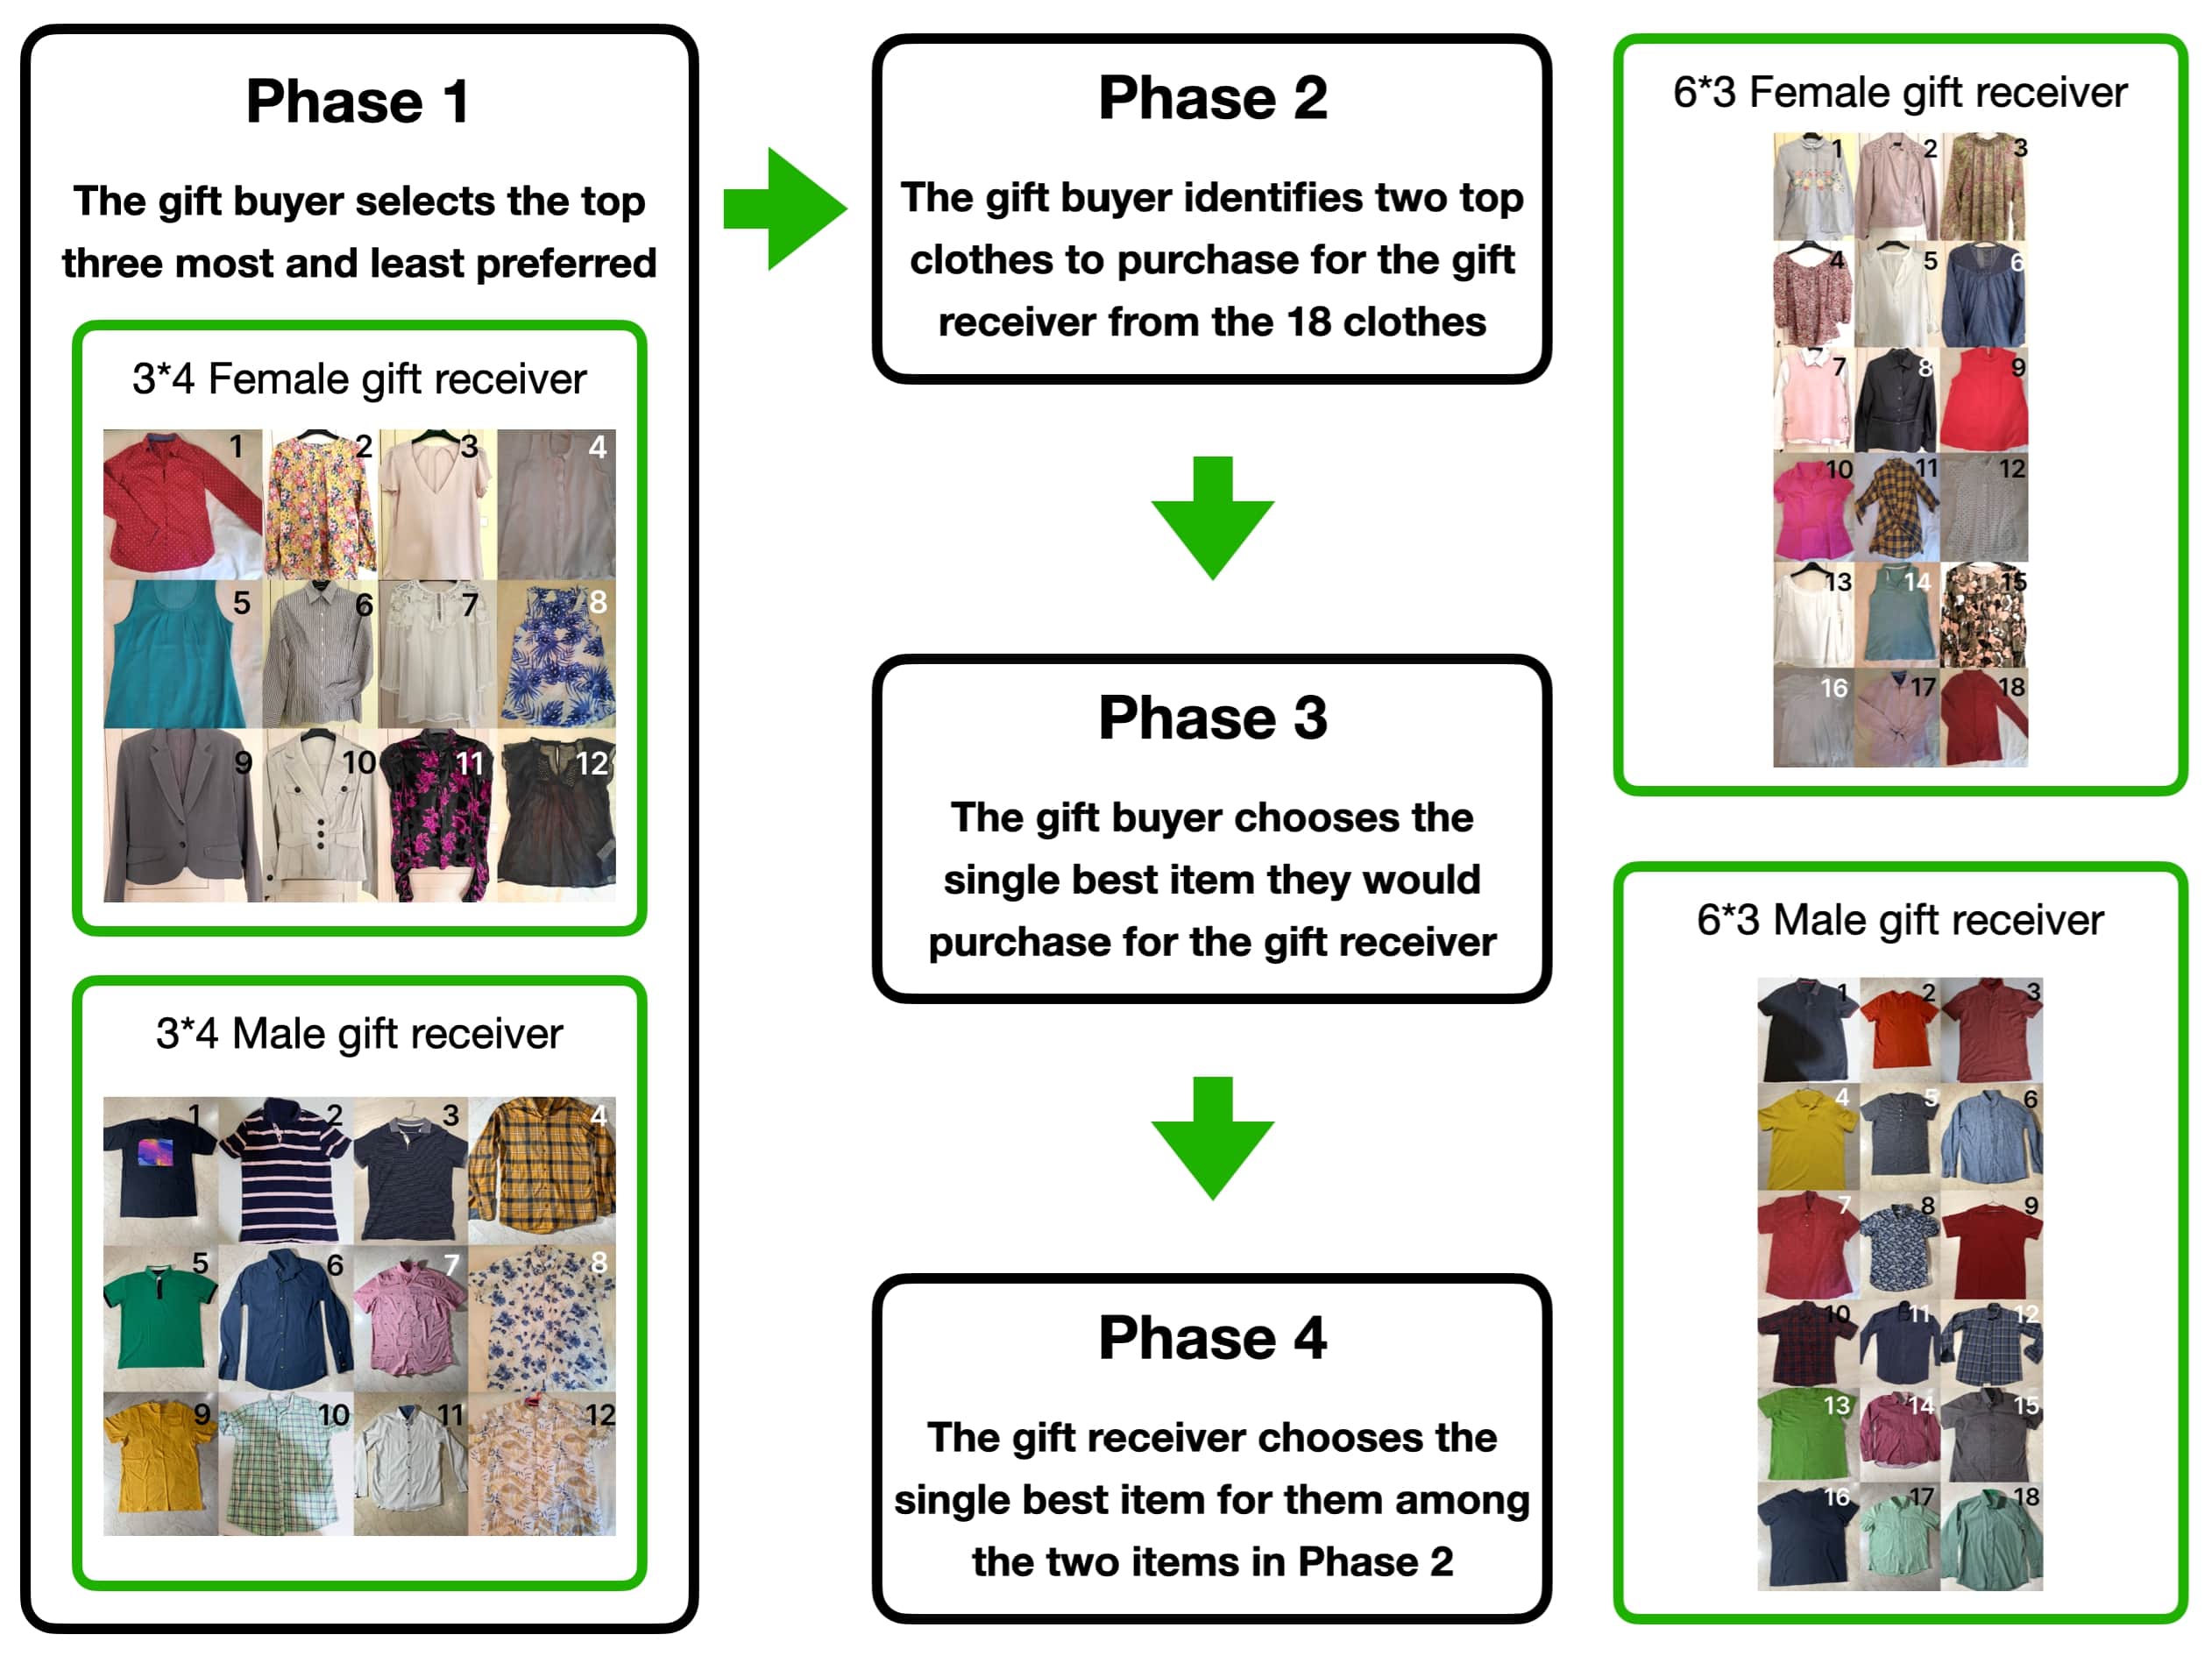 Phase 1
The gift buyer selects the top
three most and least preferred
3*4 Female gift receiver
1 2 3 4
5 6 7 8
9 10 11 12
3*4 Male gift receiver
1 2 3 4
5 6 7 8
9 10 11 12
Phase 2
The gift buyer identifies two top
clothes to purchase for the gift
receiver from the 18 clothes
Phase 3
The gift buyer chooses the
single best item they would
purchase for the gift receiver
Phase 4
The gift receiver chooses the
single best item for them among
the two items in Phase 2
6*3 Female gift receiver
1 2 3
4 5 6
7 8 9
10 11 12
13 14 15
16 17 18
6*3 Male gift receiver
1 2 3
4 5 6
7 8 9
10 11 12
13 14 15
16 17 18